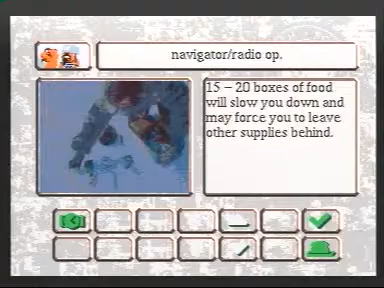 navigator/radio op.
15 – 20 boxes of food
will slow you down and
may force you to leave
other supplies behind.